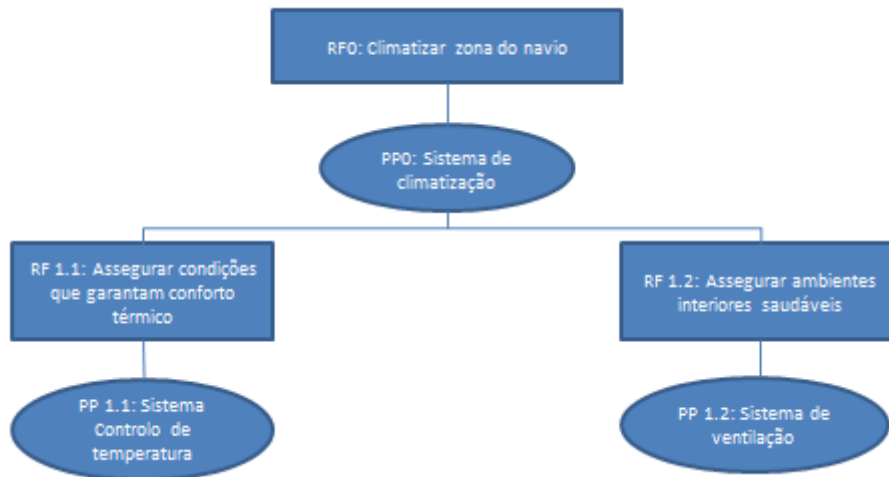 RF0: Climatizar zona do navio
PP0: Sistema de
climatização
RF 1.1: Assegurar condições
que garantam conforto
térmico
RF 1.2: Assegurar ambientes
interiores saudáveis
PP 1.1: Sistema
Controlo de
temperatura
PP 1.2: Sistema de
ventilação